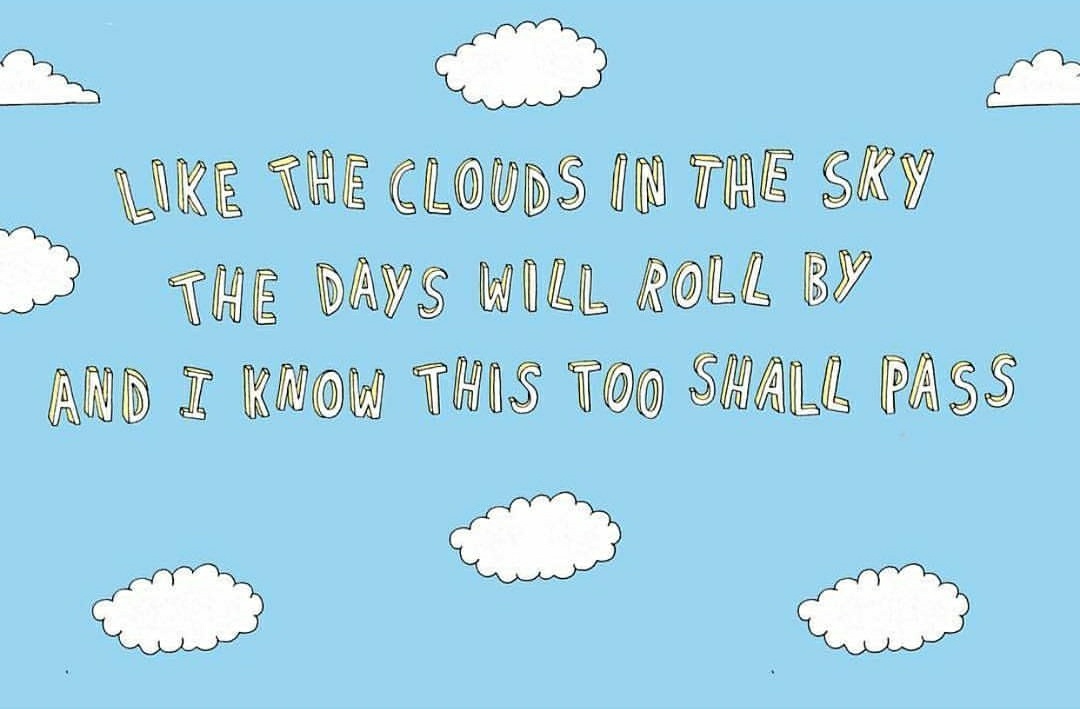 LIKE THE CLOUDS IN THE SKY
THE DAYS WILL ROLL BY
AND I KNOW THIS TOO SHALL PASS